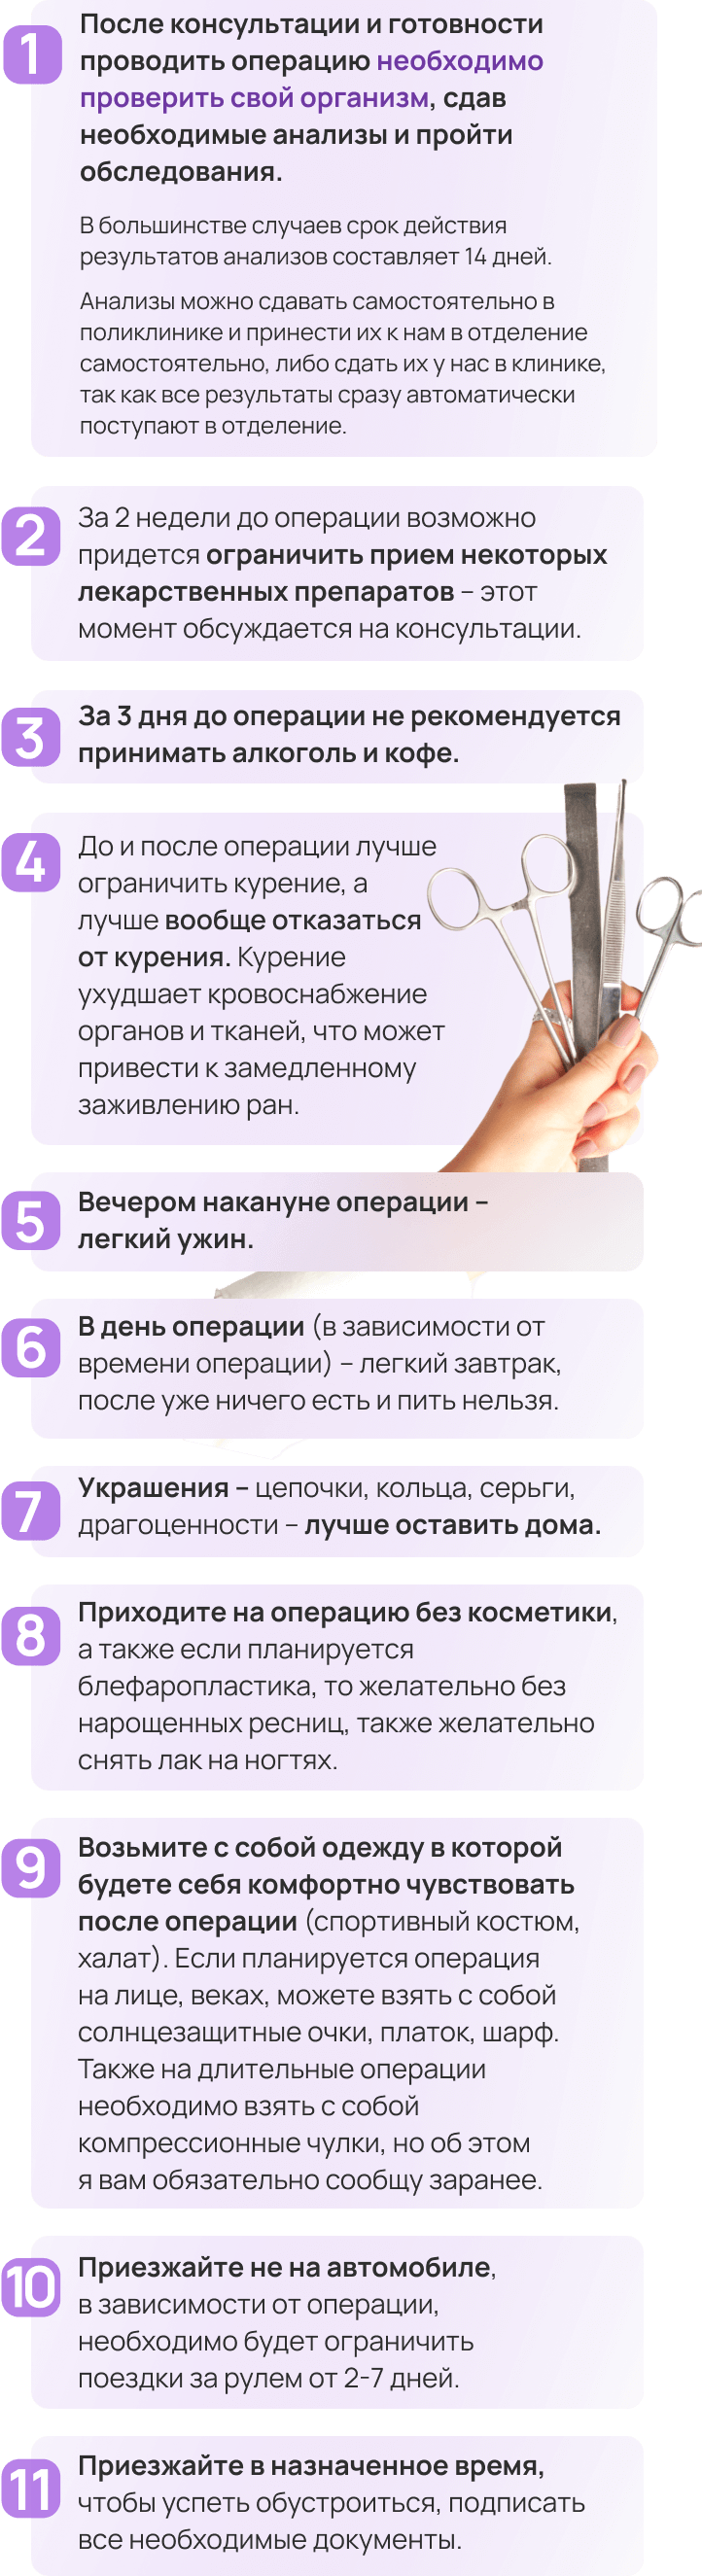 1
После консультации и готовности
проводить операцию необходимо
проверить свой организм, сдав
необходимые анализы и пройти
обследования.
В большинстве случаев срок действия
результатов анализов составляет 14 дней.
Анализы можно сдавать самостоятельно в
поликлинике и принести их к нам в отделение
самостоятельно, либо сдать их у нас в клинике,
так как все результаты сразу автоматически
поступают в отделение.
2
За 2 недели до операции возможно
придется ограничить прием некоторых
лекарственных препаратов – этот
момент обсуждается на консультации.
3
За 3 дня до операции не рекомендуется
принимать алкоголь и кофе.
4
До и после операции лучше
ограничить курение, а
лучше вообще отказаться
от курения. Курение
ухудшает кровоснабжение
органов и тканей, что может
привести к замедленному
заживлению ран.
5
Вечером накануне операции –
легкий ужин.
6
В день операции (в зависимости от
времени операции) – легкий завтрак,
после уже ничего есть и пить нельзя.
7
Украшения – цепочки, кольца, серьги,
драгоценности – лучше оставить дома.
8
Приходите на операцию без косметики,
а также если планируется
блефаропластика, то желательно без
нарощенных ресниц, также желательно
снять лак на ногтях.
9
Возьмите с собой одежду в которой
будете себя комфортно чувствовать
после операции (спортивный костюм,
халат). Если планируется операция
на лице, веках, можете взять с собой
солнцезащитные очки, платок, шарф.
Также на длительные операции
необходимо взять с собой
компрессионные чулки, но об этом
я вам обязательно сообщу заранее.
10
Приезжайте не на автомобиле,
в зависимости от операции,
необходимо будет ограничить
поездки за рулем от 2-7 дней.
11
Приезжайте в назначенное время,
чтобы успеть обустроиться, подписать
все необходимые документы.